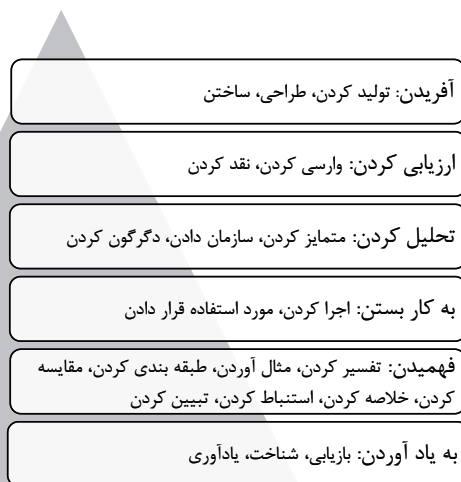 آفریدن: تولید کردن، طراحی، ساختن
ارزیابی کردن: وارسی کردن، نقد کردن
تحلیل کردن: متمایز کردن، سازمان دادن، دگرگون کردن
به کار بستن: اجرا کردن، مورد استفاده قرار دادن
فهمیدن: تفسیر کردن، مثال آوردن، طبقه بندی کردن، مقایسه
کردن، خلاصه کردن، استنباط کردن، تبیین کردن
به یاد آوردن: بازیابی، شناخت، یادآوری